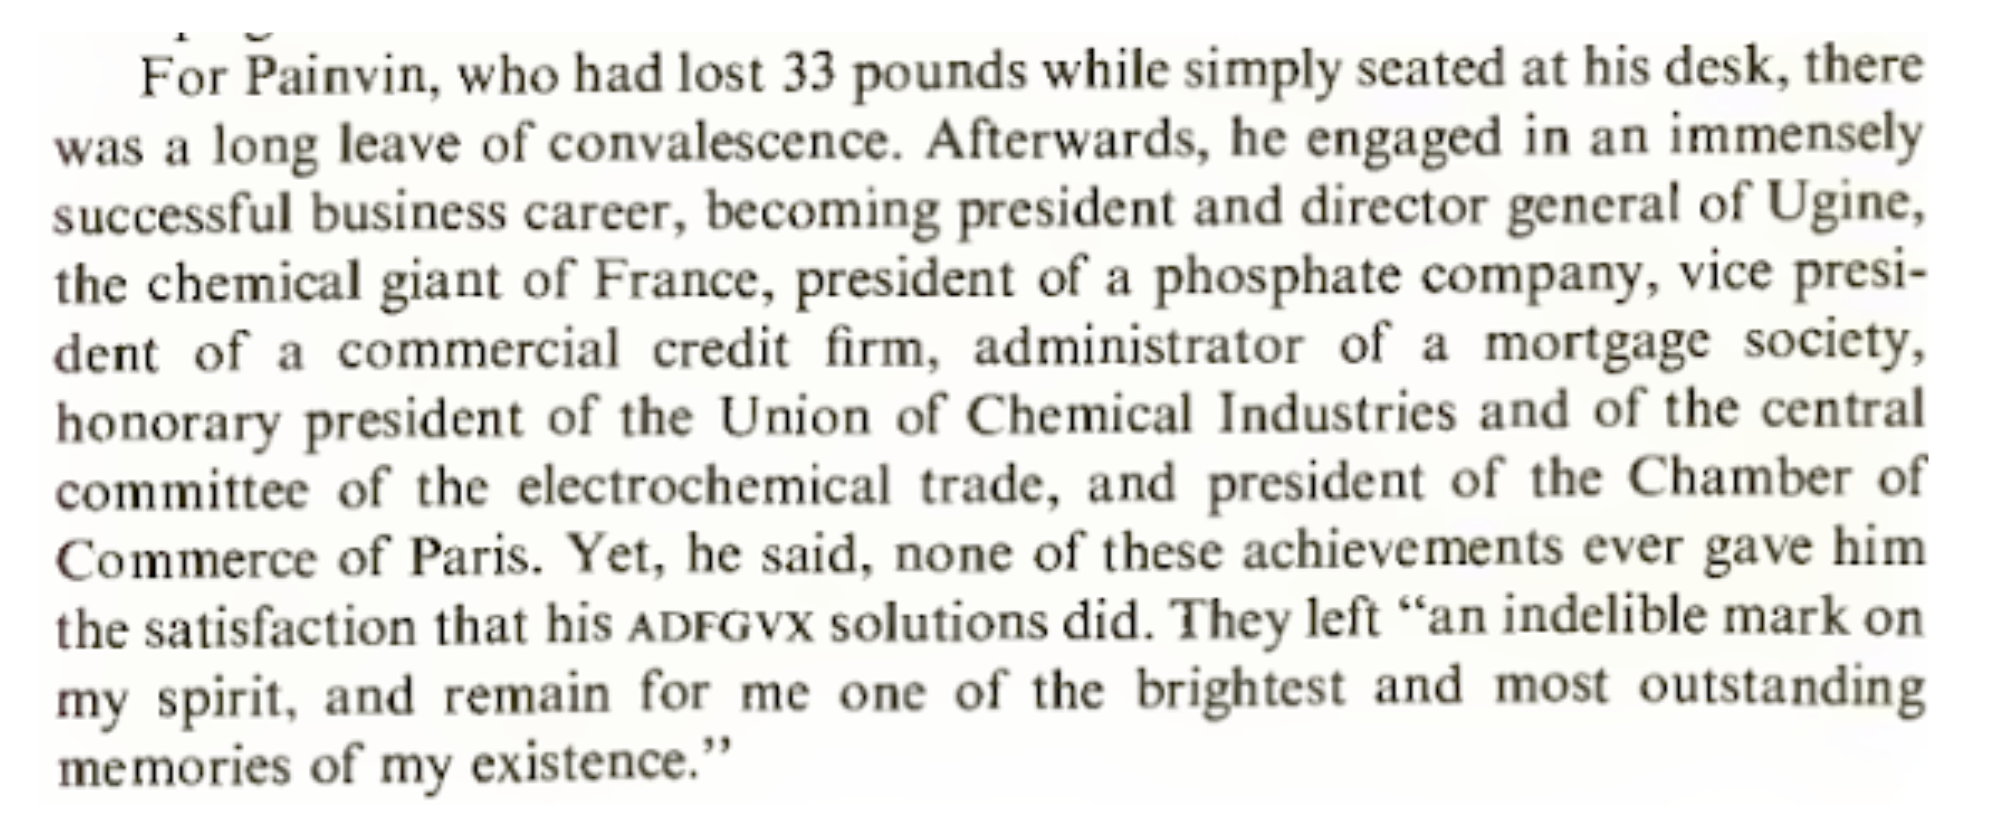 For Painvin, who had lost 33 pounds while simply seated at his desk, there
was a long leave of convalescence. Afterwards, he engaged in an immensely
successful business career, becoming president and director general of Ugine,
the chemical giant of France, president of a phosphate company, vice presi-
dent of a commercial credit firm, administrator of a mortgage society,
honorary president of the Union of Chemical Industries and of the central
committee of the electrochemical trade, and president of the Chamber of
Commerce of Paris. Yet, he said, none of these achievements ever gave him
the satisfaction that his ADFGVX solutions did. They left “an indelible mark on
my spirit, and remain for me one of the brightest and most outstanding
memories of my existence.”